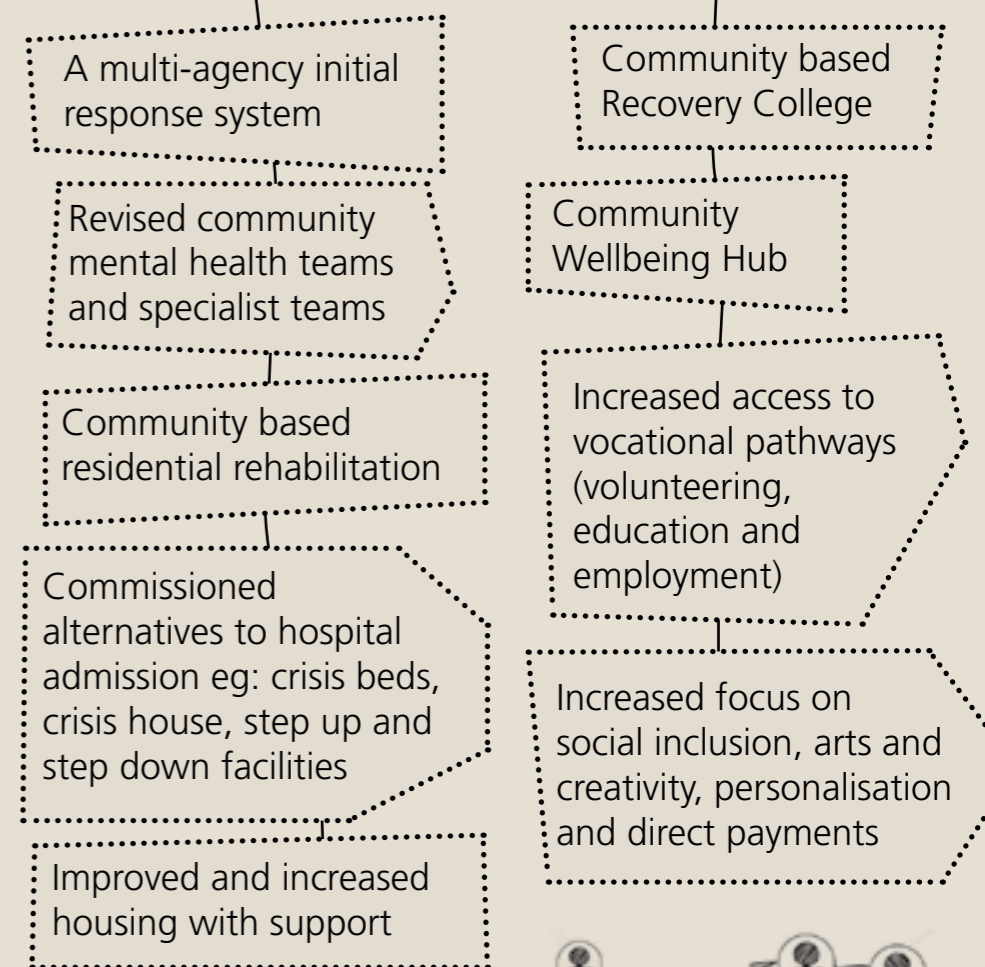 A multi-agency initial
response system
Revised community
mental health teams
and specialist teams
Community based
residential rehabilitation
Commissioned
alternatives to hospital
admission eg: crisis beds,
crisis house, step up and
step down facilities
Improved and increased
housing with support
Community based
Recovery College
Community
Wellbeing Hub
Increased access to
vocational pathways
(volunteering,
education and
employment)
Increased focus on
social inclusion, arts and
creativity, personalisation
and direct payments